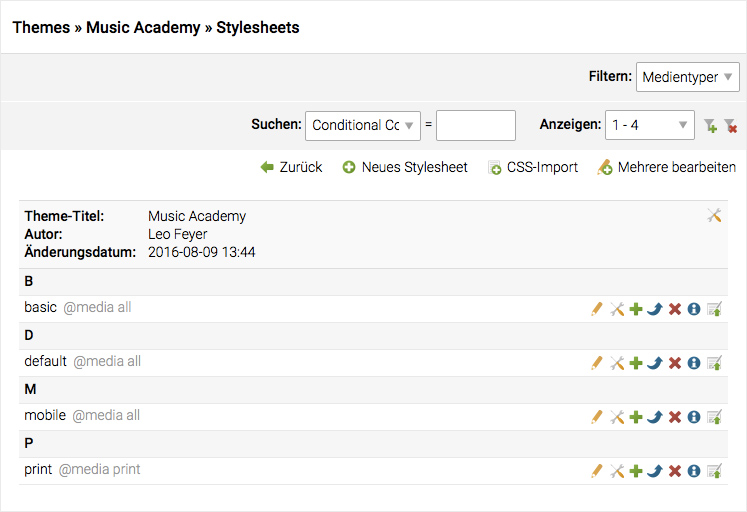 Themes » Music Academy » Stylesheets
Filtern: Medientyper
Suchen: Conditional Cc = Anzeigen: 1 - 4
Zurück Neues Stylesheet CSS-Import Mehrere bearbeiten
Theme-Titel: Music Academy
Autor: Leo Feyer
Änderungsdatum: 2016-08-09 13:44
B
basic @media all
D
default @media all
M
mobile @media all
P
print @media print